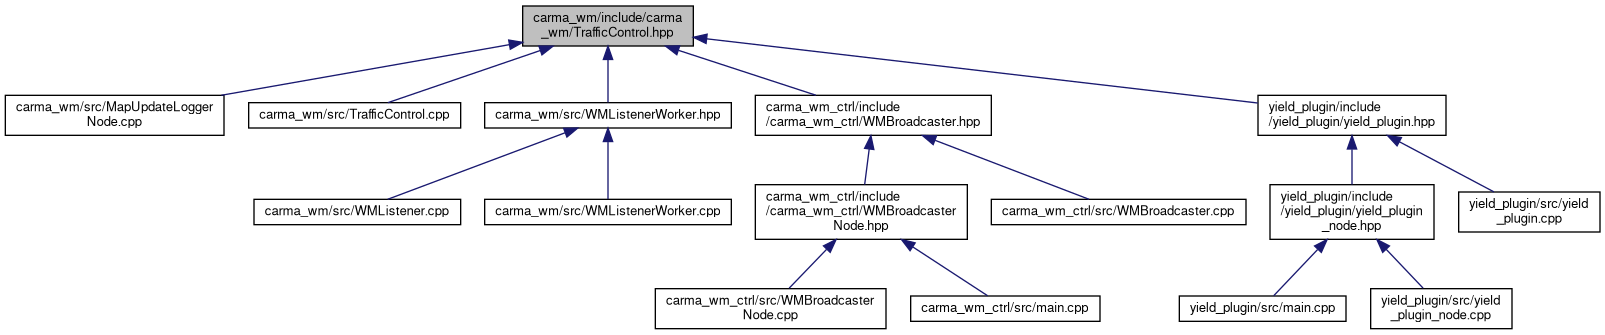 carma_wm/include/carma
_wm/TrafficControl.hpp
carma_wm/src/MapUpdateLogger
Node.cpp
carma_wm/src/TrafficControl.cpp
carma_wm/src/WMListenerWorker.hpp
carma_wm_ctrl/include
/carma_wm_ctrl/WMBroadcaster.hpp
yield_plugin/include
/yield_plugin/yield_plugin.hpp
carma_wm/src/WMListener.cpp
carma_wm/src/WMListenerWorker.cpp
carma_wm_ctrl/include
/carma_wm_ctrl/WMBroadcaster
Node.hpp
carma_wm_ctrl/src/WMBroadcaster.cpp
yield_plugin/include
/yield_plugin/yield_plugin
_node.hpp
yield_plugin/src/yield
_plugin.cpp
carma_wm_ctrl/src/WMBroadcaster
Node.cpp
carma_wm_ctrl/src/main.cpp
yield_plugin/src/main.cpp
yield_plugin/src/yield
_plugin_node.cpp